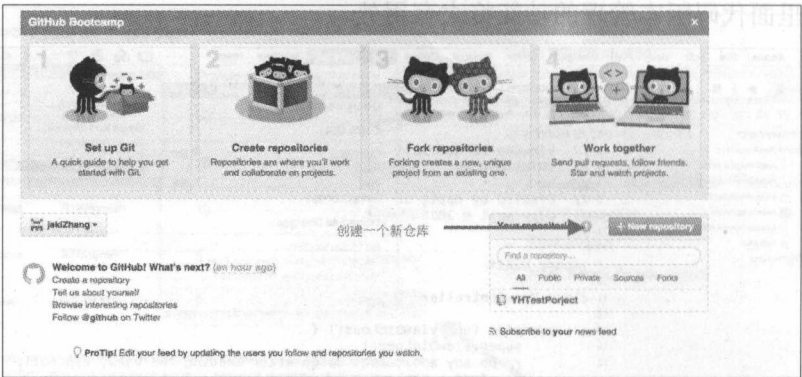 GitHub Bootcamp
x
1
2
3
4
Set up Git
A quick guide to help you get
started with Git.
Create repositories
Repositories are where you'll work
and collaborate on projects.
Fork repositories
Forking creates a new, unique
project from an existing one.
Work together
Send pull requests, follow friends.
Star and watch projects.
jakiZhang
创建一个新仓库
Your repositori
+ New repository
Find a repository...
All Public Private Sources Forks
YHTestPorject
Welcome to GitHub! What's next? (an hour ago)
Create a repository
Tell us about yourself
Browse interesting repositories
Follow @github on Twitter
Subscribe to your news feed
ProTip! Edit your feed by updating the users you follow and repositories you watch.